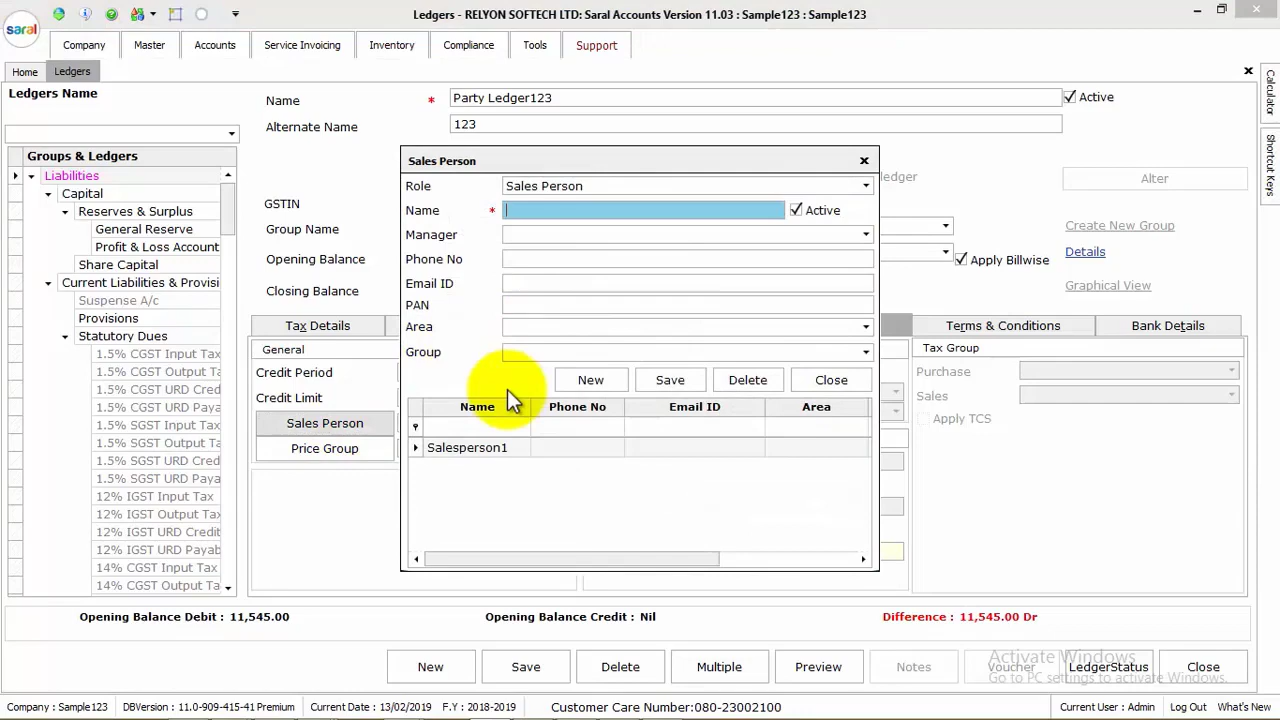 Ledgers - RELYON SOFTECH LTD: Saral Accounts Version 11.03 : Sample123 : Sample123
saral
Company Master Accounts Service Invoicing Inventory Compliance Tools Support
Home Ledgers
Calculator
Shortcut Keys
Ledgers Name
Groups & Ledgers
Liabilities
Capital
Reserves & Surplus
General Reserve
Profit & Loss Account
Share Capital
Current Liabilities & Provisi
Suspense A/c
Provisions
Statutory Dues
1.5% CGST Input Tax
1.5% CGST Output T
1.5% CGST URD Cred
1.5% CGST URD Paya
1.5% SGST Input Tax
1.5% SGST Output T
1.5% SGST URD Cred
1.5% SGST URD Paya
12% IGST Input Tax
12% IGST Output Tax
12% IGST URD Credit
12% IGST URD Payab
14% CGST Input Tax
14% CGST Output Ta
Name * Party Ledger123 Active
Alternate Name 123
edger Alter
GSTIN
Group Name Create New Group
Opening Balance Apply Billwise Details
Closing Balance Graphical View
Tax Details Terms & Conditions Bank Details
General
Credit Period
Credit Limit
Sales Person
Price Group
Tax Group
Purchase
Sales
Apply TCS
Sales Person
Role Sales Person
Name * Active
Manager
Phone No
Email ID
PAN
Area
Group
New Save Delete Close
Name Phone No Email ID Area
Salesperson1
Opening Balance Debit : 11,545.00 Opening Balance Credit : Nil Difference : 11,545.00 Dr
New Save Delete Multiple Preview Notes Voucher LedgerStatus Close
Activate Windows
Go to PC settings to activate Windows.
Company : Sample123 DBVersion : 11.0-909-415-41 Premium Current Date : 13/02/2019 F.Y : 2018-2019 Customer Care Number:080-23002100 Current User : Admin Log Out What's New